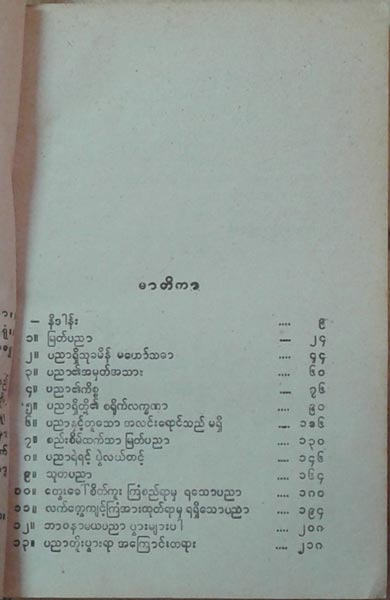 မာတိကာ
— နိဒါန်း .... ၉
၁။ မြတ်ပညာ .... ၂၄
၂။ ပညာရှိသုခမိန် မဟော်သဓာ .... ၄၄
၃။ ပညာ၏အမှတ်အသား .... ၆၀
၄။ ပညာ၏ကိစ္စ .... ၇၆
၅။ ပညာရှိတို့၏ စရိုက်လက္ခဏာ .... ၉၁
၆။ ပညာနှင့်တူသော အလင်းရောင်သည် မရှိ .... ၁၁၆
၇။ စည်းစိမ်ထက်သာ မြတ်ပညာ .... ၁၃၀
၈။ ပညာရဲရင့် ပွဲလယ်တင့် .... ၁၄၆
၉။ သုတပညာ .... ၁၆၄
၁၀။ တွေးခေါ်စိတ်ကူး ကြံစည်ရာမှ ရသောပညာ .... ၁၈၀
၁၁။ လက်တွေ့ကျင့်ကြံအားထုတ်ရာမှ ရရှိသောပညာ .... ၁၉၄
၁၂။ ဘာဝနာမယပညာ ပွားများပါ .... ၂၀၈
၁၃။ ပညာတိုးပွားရာ အကြောင်းတရား .... ၂၁၈